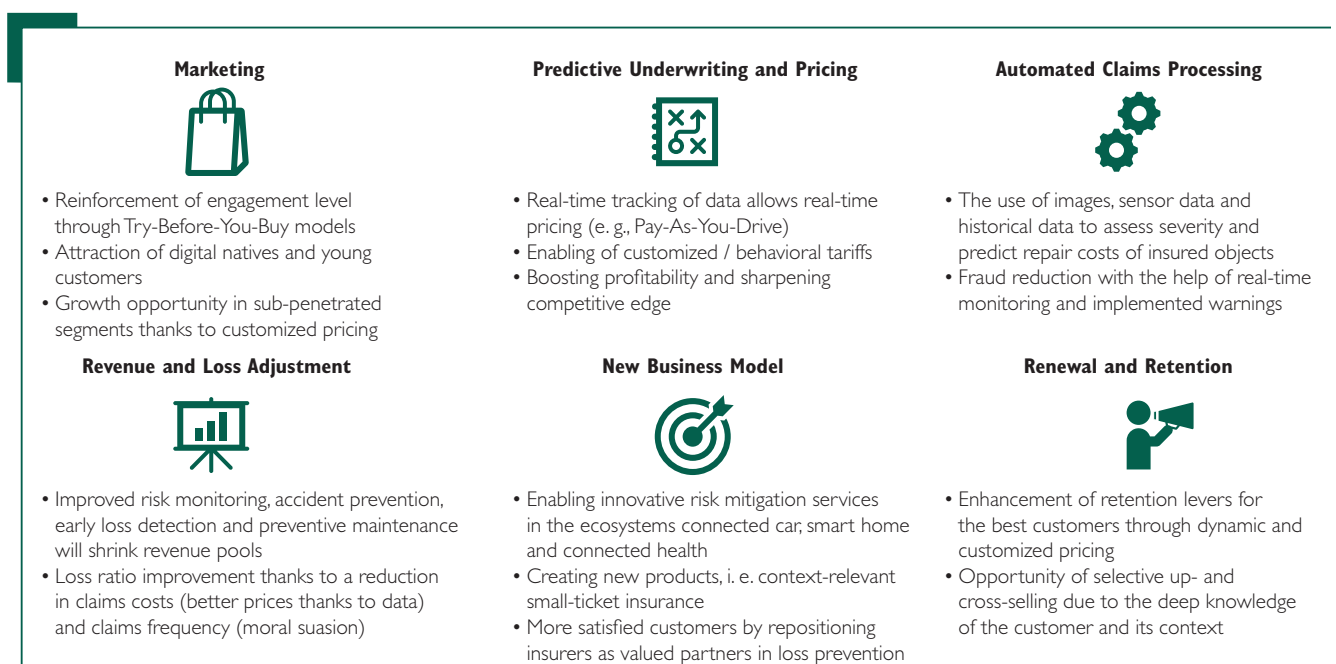 Marketing
• Reinforcement of engagement level
through Try-Before-You-Buy models
• Attraction of digital natives and young
customers
• Growth opportunity in sub-penetrated
segments thanks to customized pricing
Predictive Underwriting and Pricing
• Real-time tracking of data allows real-time
pricing (e. g., Pay-As-You-Drive)
• Enabling of customized / behavioral tariffs
• Boosting profitability and sharpening
competitive edge
Automated Claims Processing
• The use of images, sensor data and
historical data to assess severity and
predict repair costs of insured objects
• Fraud reduction with the help of real-time
monitoring and implemented warnings
Revenue and Loss Adjustment
• Improved risk monitoring, accident prevention,
early loss detection and preventive maintenance
will shrink revenue pools
• Loss ratio improvement thanks to a reduction
in claims costs (better prices thanks to data)
and claims frequency (moral suasion)
New Business Model
• Enabling innovative risk mitigation services
in the ecosystems connected car, smart home
and connected health
• Creating new products, i. e. context-relevant
small-ticket insurance
• More satisfied customers by repositioning
insurers as valued partners in loss prevention
Renewal and Retention
• Enhancement of retention levers for
the best customers through dynamic and
customized pricing
• Opportunity of selective up- and
cross-selling due to the deep knowledge
of the customer and its context